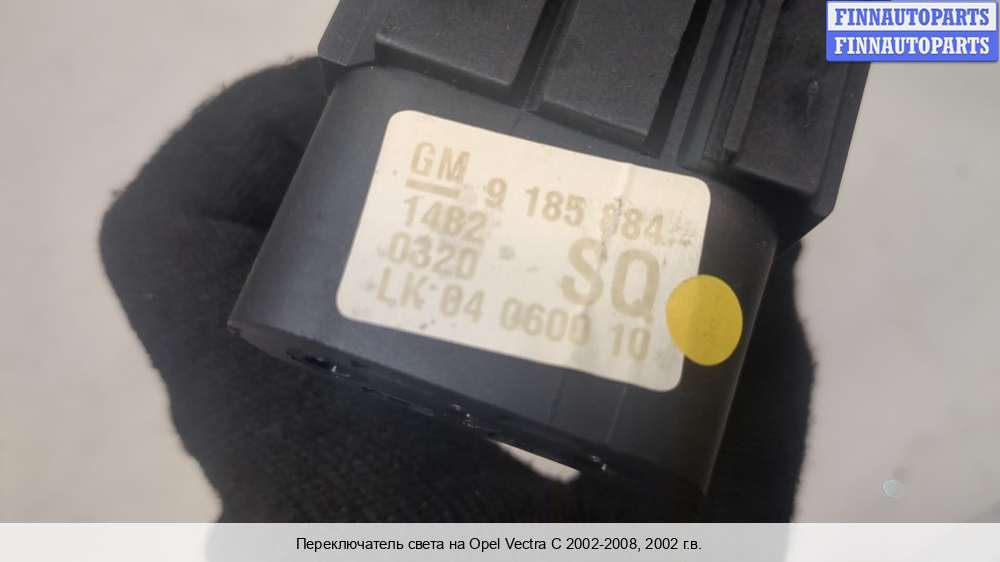 FINNAUTOPARTS
FINNAUTOPARTS
GM 9 185 884
14B2
0320 SQ
LK 04 0600 10
Переключатель света на Opel Vectra C 2002-2008, 2002 г.в.